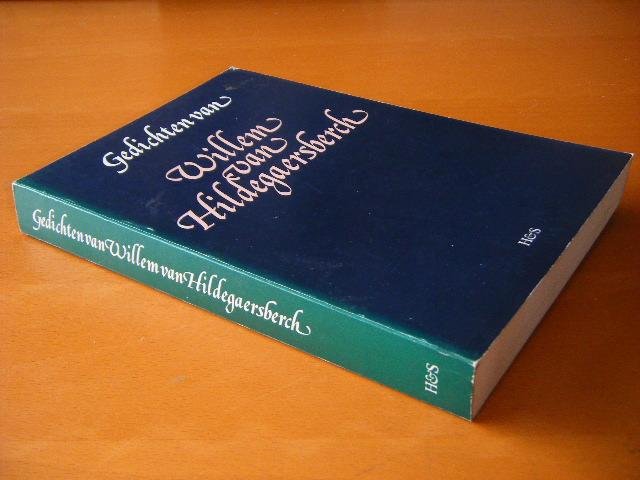 Gedichten van
Willem
van
Hildegaersberch
H&S
Gedichten van Willem van Hildegaersberch
H&S